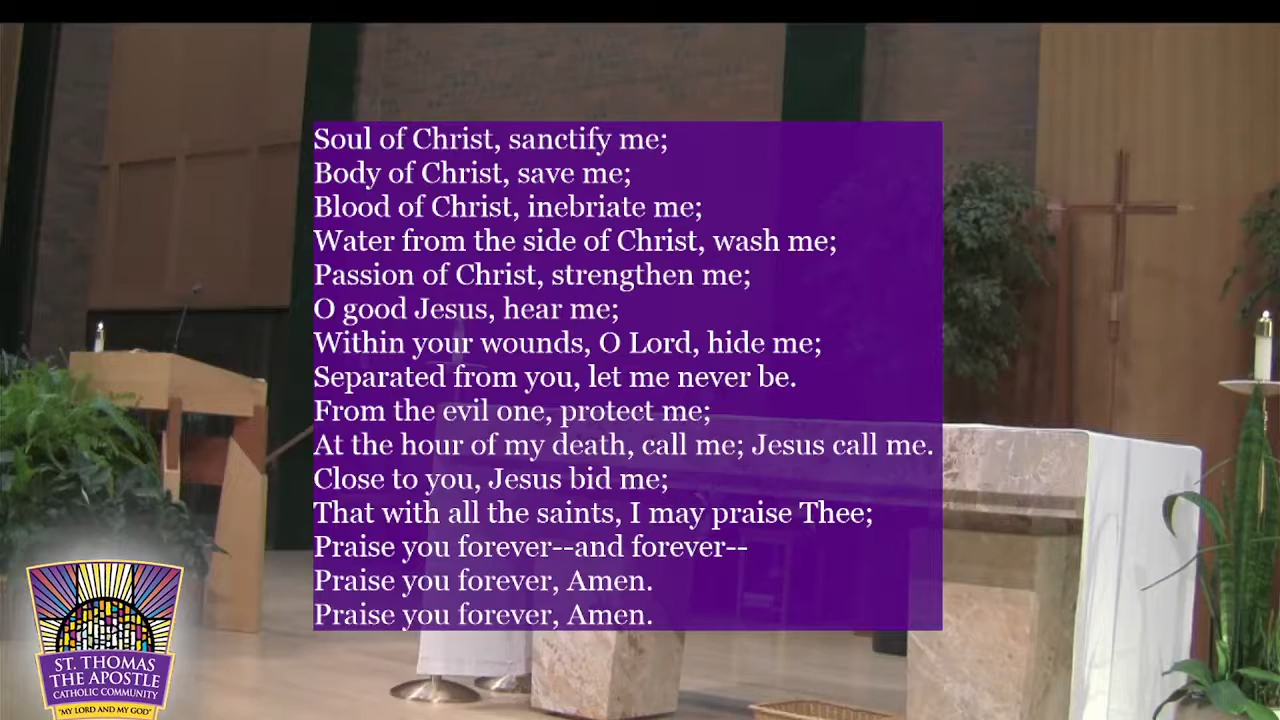 Soul of Christ, sanctify me;
Body of Christ, save me;
Blood of Christ, inebriate me;
Water from the side of Christ, wash me;
Passion of Christ, strengthen me;
O good Jesus, hear me;
Within your wounds, O Lord, hide me;
Separated from you, let me never be.
From the evil one, protect me;
At the hour of my death, call me; Jesus call me.
Close to you, Jesus bid me;
That with all the saints, I may praise Thee;
Praise you forever--and forever--
Praise you forever, Amen.
Praise you forever, Amen.
ST. THOMAS
THE APOSTLE
CATHOLIC COMMUNITY
"MY LORD AND MY GOD"